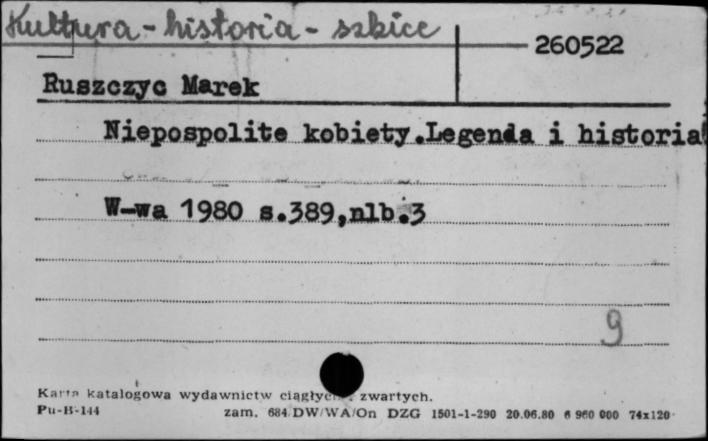 Kultura - historia - szkice
260522
Ruszczyc Marek
Niepospolite kobiety.Legenda i historia
W-wa 1980 s.389,nlb.3
9
Karta katalogowa wydawnictw ciągłych zwartych.
Pu-B-144 zam. 684/DW/WA/On DZG 1501-1-290 20.06.80 6 960 000 74x120